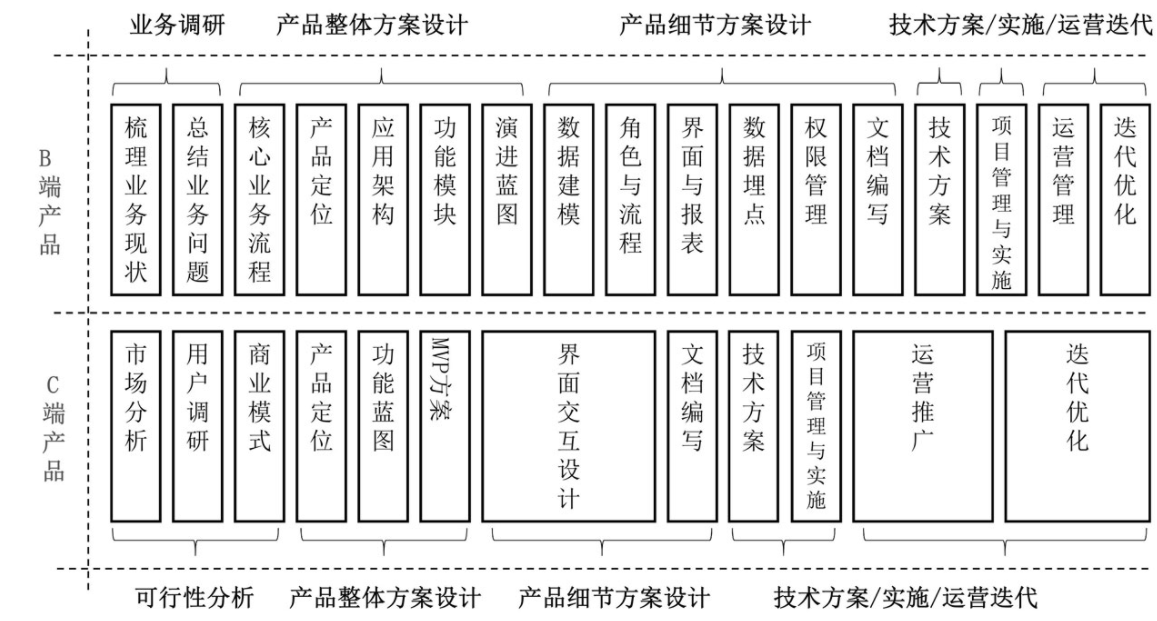 业务调研
产品整体方案设计
产品细节方案设计
技术方案/实施/运营迭代
B端产品
梳理业务现状
总结业务问题
核心业务流程
产品定位
应用架构
功能模块
演进蓝图
数据建模
角色与流程
界面与报表
数据埋点
权限管理
文档编写
技术方案
项目管理与实施
运营管理
迭代优化
C端产品
市场分析
用户调研
商业模式
产品定位
功能蓝图
MVP方案
界面交互设计
文档编写
技术方案
项目管理与实施
运营推广
迭代优化
可行性分析
产品整体方案设计
产品细节方案设计
技术方案/实施/运营迭代